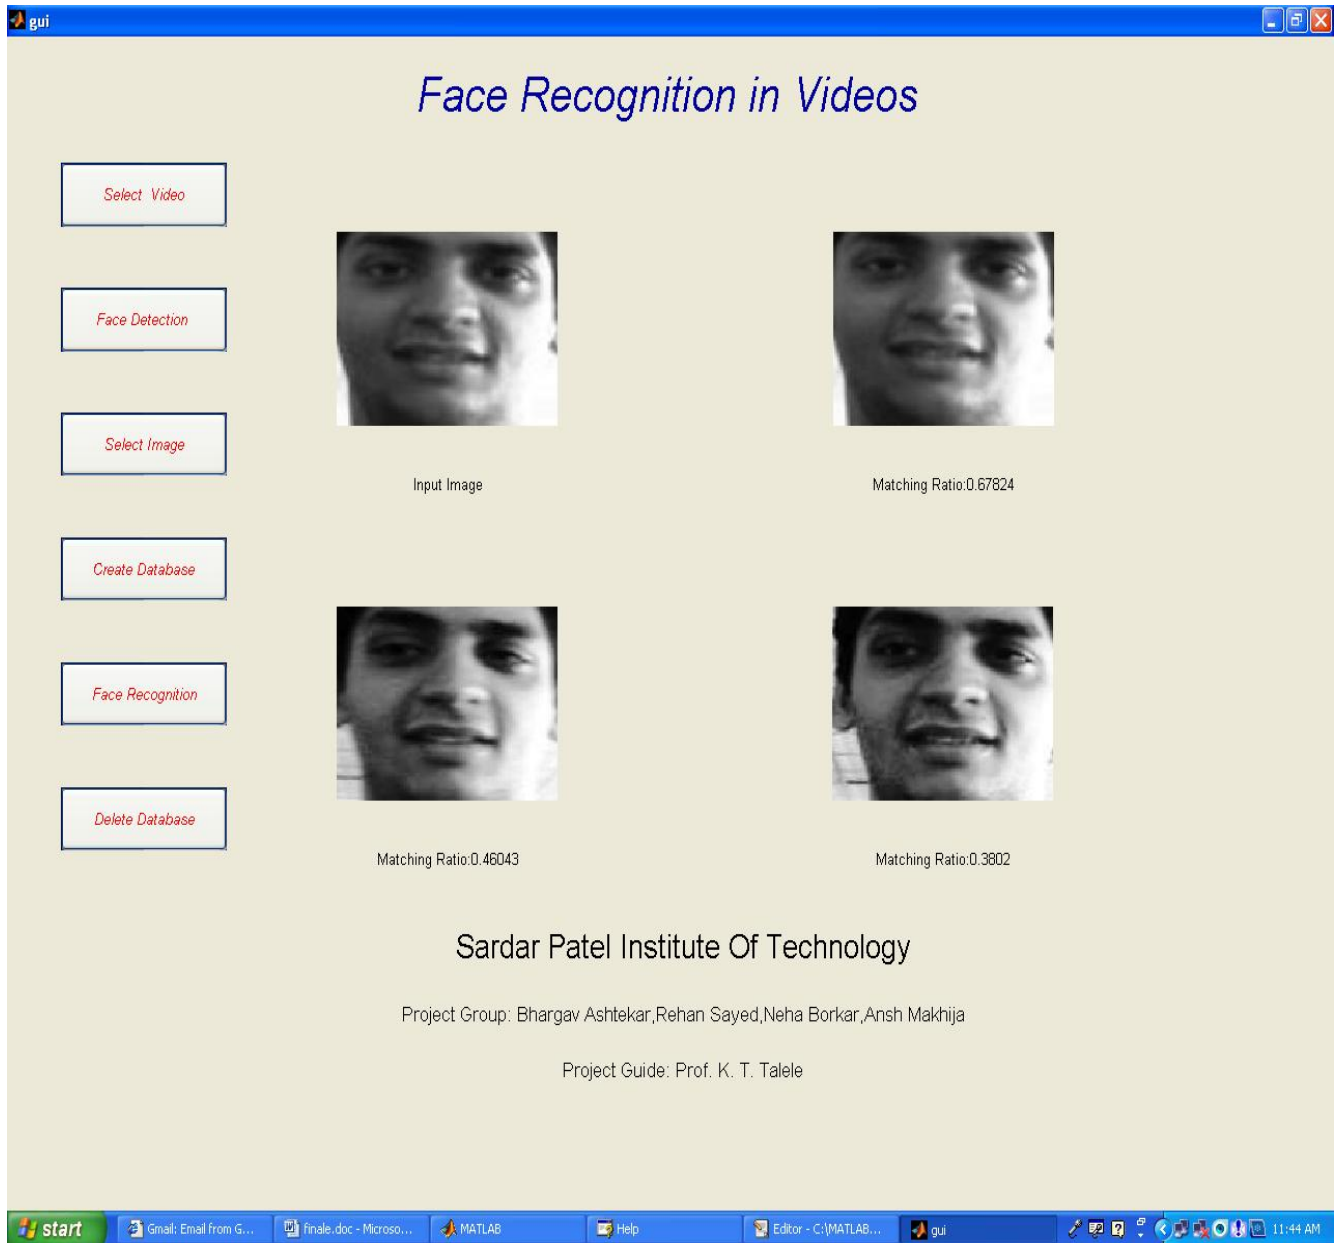 gui
Face Recognition in Videos
Select Video
Face Detection
Select Image
Create Database
Face Recognition
Delete Database
Input Image
Matching Ratio:0.67824
Matching Ratio:0.46043
Matching Ratio:0.3802
Sardar Patel Institute Of Technology
Project Group: Bhargav Ashtekar,Rehan Sayed,Neha Borkar,Ansh Makhija
Project Guide: Prof. K. T. Talele
start
Gmail: Email from G...
finale.doc - Microso...
MATLAB
Help
Editor - C:\MATLAB...
gui
11:44 AM